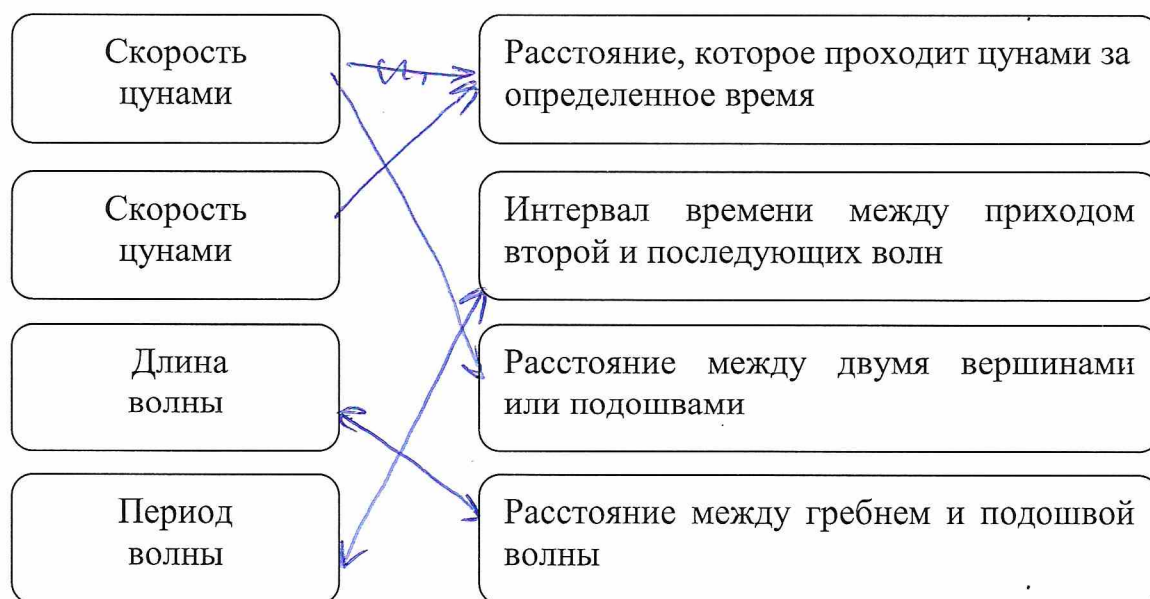 Скорость
цунами
Расстояние, которое проходит цунами за
определенное время
Скорость
цунами
Интервал времени между приходом
второй и последующих волн
Длина
волны
Расстояние между двумя вершинами
или подошвами
Период
волны
Расстояние между гребнем и подошвой
волны